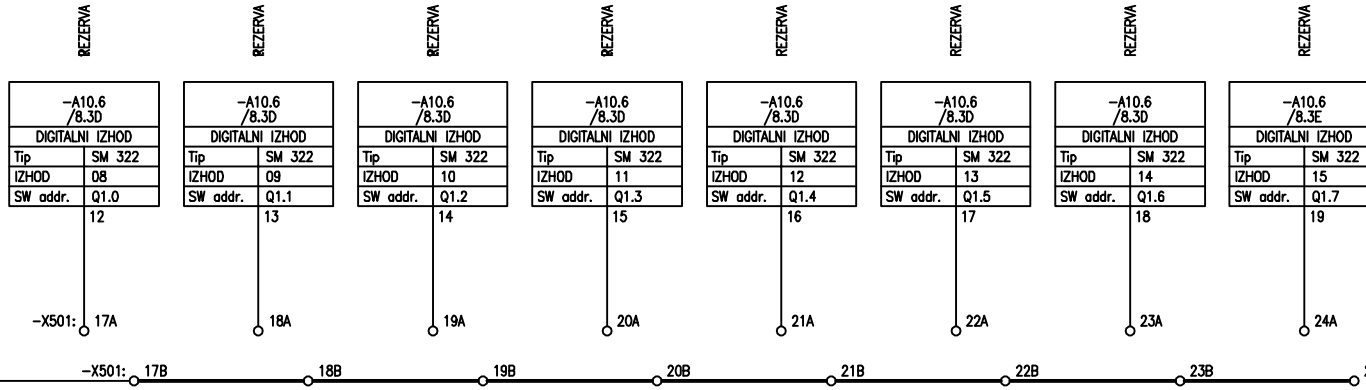 REZERVA REZERVA REZERVA REZERVA REZERVA REZERVA REZERVA REZERVA
-A10.6 -A10.6 -A10.6 -A10.6 -A10.6 -A10.6 -A10.6 -A10.6
/8.3D /8.3D /8.3D /8.3D /8.3D /8.3D /8.3D /8.3E
DIGITALNI IZHOD DIGITALNI IZHOD DIGITALNI IZHOD DIGITALNI IZHOD DIGITALNI IZHOD DIGITALNI IZHOD DIGITALNI IZHOD DIGITALNI IZHOD
Tip SM 322 Tip SM 322 Tip SM 322 Tip SM 322 Tip SM 322 Tip SM 322 Tip SM 322 Tip SM 322
IZHOD 08 IZHOD 09 IZHOD 10 IZHOD 11 IZHOD 12 IZHOD 13 IZHOD 14 IZHOD 15
SW addr. Q1.0 SW addr. Q1.1 SW addr. Q1.2 SW addr. Q1.3 SW addr. Q1.4 SW addr. Q1.5 SW addr. Q1.6 SW addr. Q1.7
12 13 14 15 16 17 18 19
-X501: 17A 18A 19A 20A 21A 22A 23A 24A
-X501: 17B 18B 19B 20B 21B 22B 23B